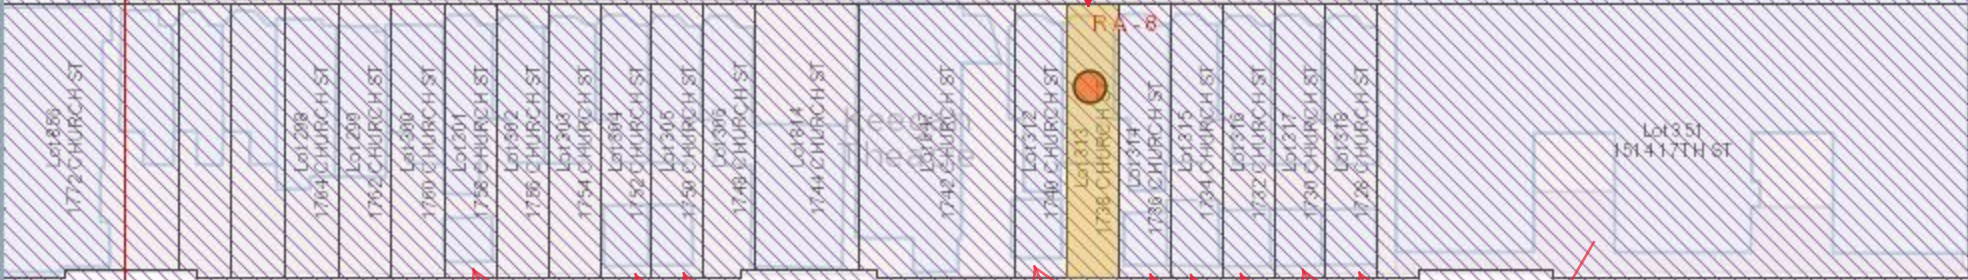 RA-8
Lot 856
1772 CHURCH ST
Lot 298
1764 CHURCH ST
Lot 299
1762 CHURCH ST
Lot 300
1760 CHURCH ST
Lot 301
1758 CHURCH ST
Lot 302
1756 CHURCH ST
Lot 303
1754 CHURCH ST
Lot 304
1752 CHURCH ST
Lot 305
1750 CHURCH ST
Lot 306
1748 CHURCH ST
Lot 814
1744 CHURCH ST
Theatre
1742 CHURCH ST
Lot 312
1740 CHURCH ST
Lot 313
1738 CHURCH
Lot 314
1736 CHURCH ST
Lot 315
1734 CHURCH ST
Lot 316
1732 CHURCH ST
Lot 317
1730 CHURCH ST
Lot 318
1728 CHURCH ST
Lot 351
1514 17TH ST